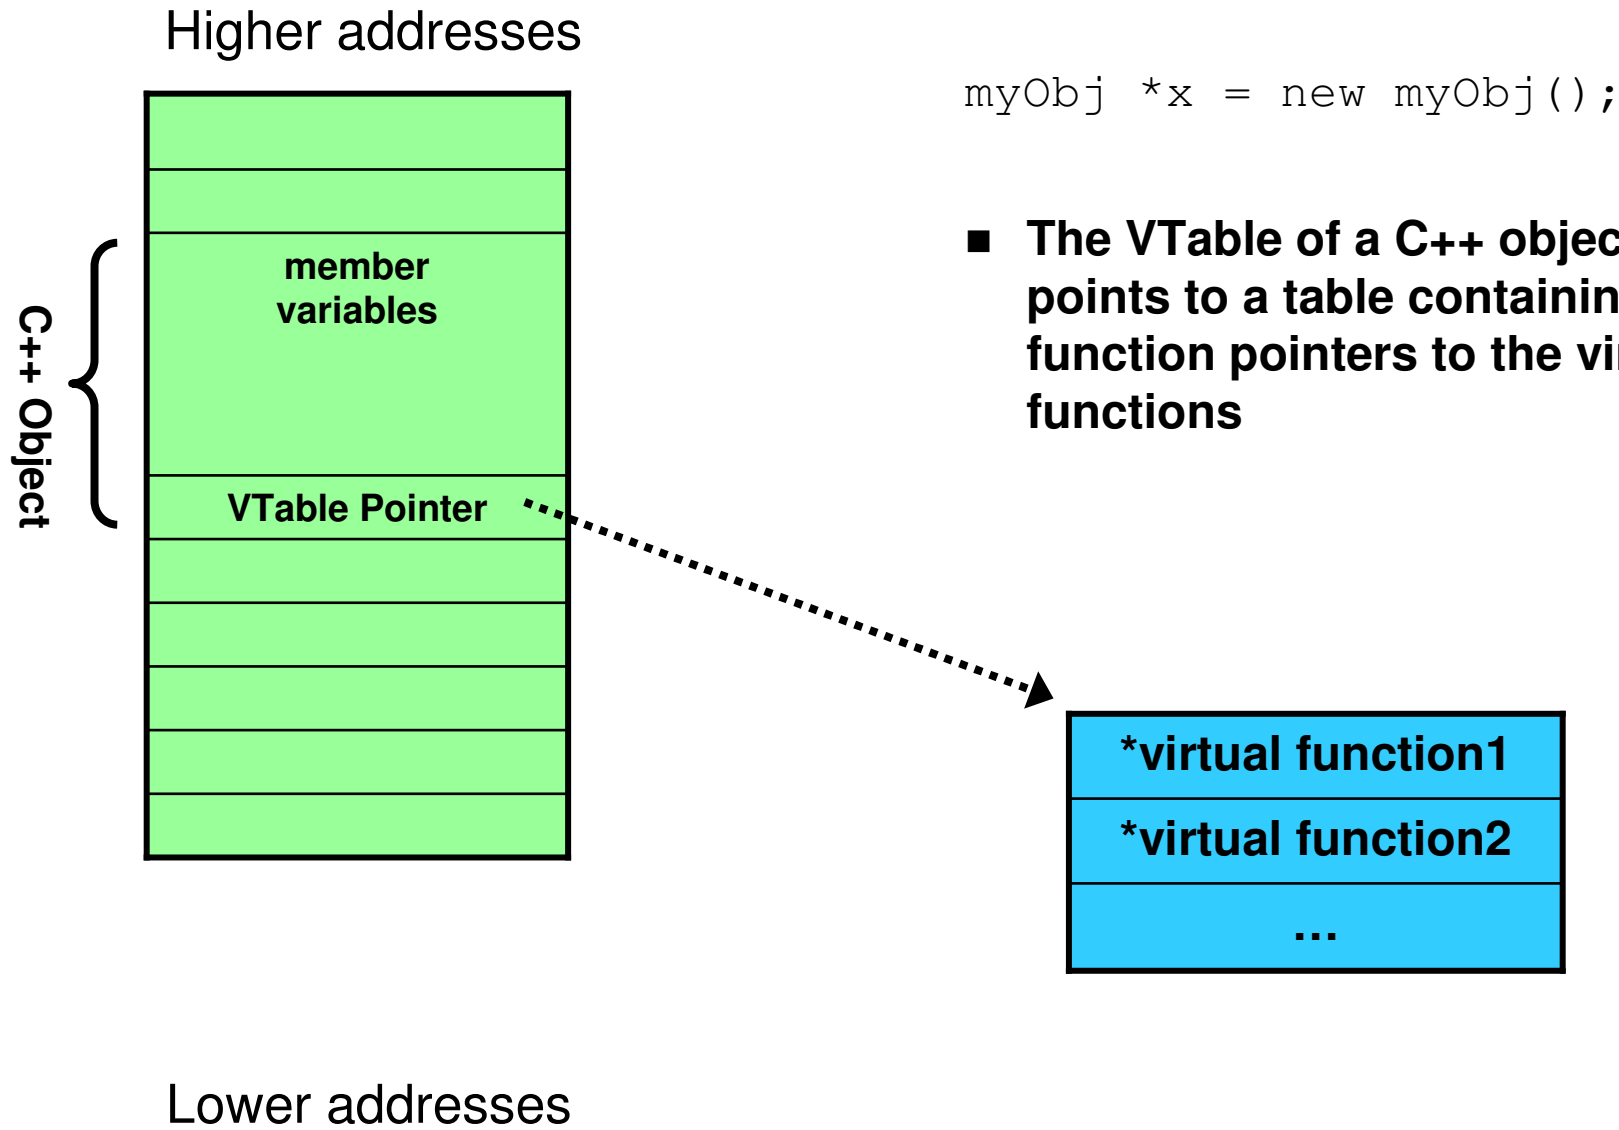 Higher addresses
myObj *x = new myObj();
■ The VTable of a C++ objec
points to a table containin
function pointers to the vi
functions
member
variables
C++ Object
VTable Pointer
*virtual function1
*virtual function2
...
Lower addresses